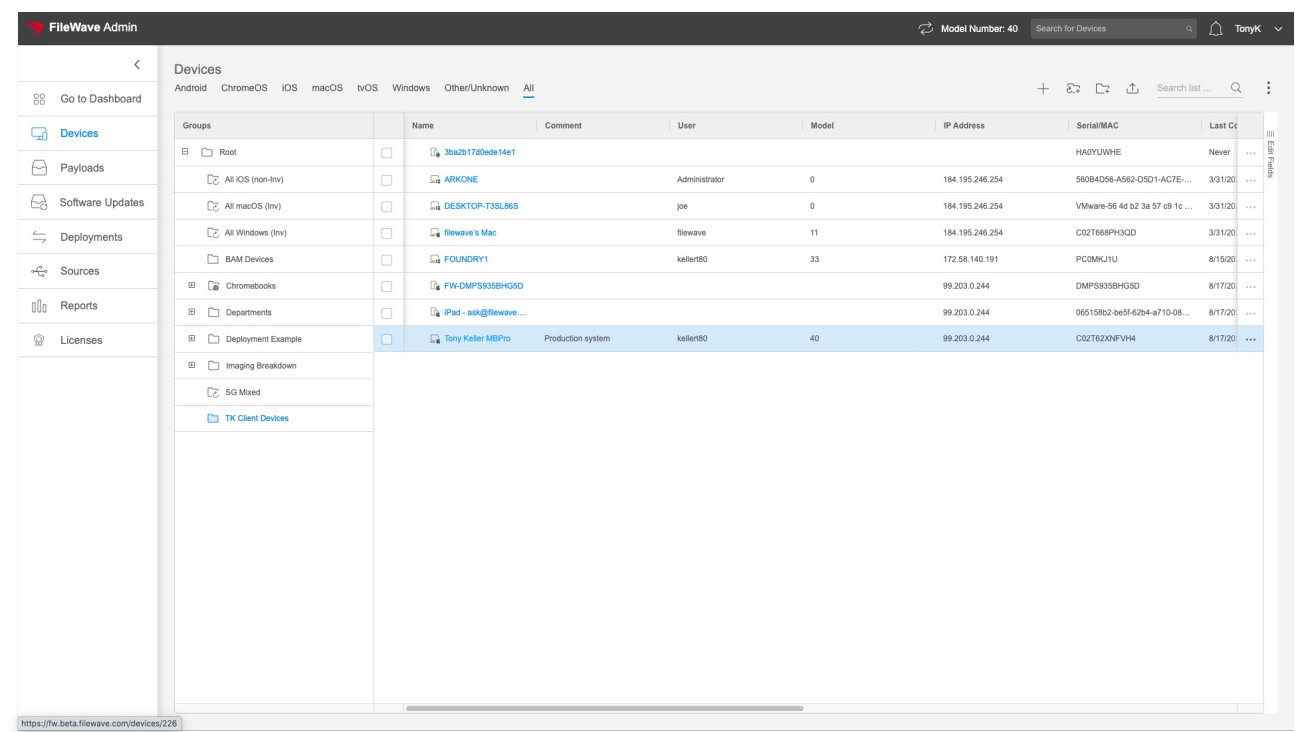 FileWave Admin
Model Number: 40
Search for Devices
TonyK
Go to Dashboard
Devices
Payloads
Software Updates
Deployments
Sources
Reports
Licenses
Devices
Android ChromeOS iOS macOS tvOS Windows Other/Unknown All
Search list ...
Groups
Root
All iOS (non-Inv)
All macOS (Inv)
All Windows (Inv)
BAM Devices
Chromebooks
Departments
Deployment Example
Imaging Breakdown
SG Mixed
TK Client Devices
Name Comment User Model IP Address Serial/MAC Last Co
3ba2b17d0ede14e1 HA0YUWHE Never ...
ARKONE Administrator 0 184.195.246.254 560B4D56-A562-D5D1-AC7E-... 3/31/20 ...
DESKTOP-T3SL86S joe 0 184.195.246.254 VMware-56 4d b2 3a 57 c9 1c ... 3/31/20 ...
filewave's Mac filewave 11 184.195.246.254 C02T668PH3QD 3/31/20 ...
FOUNDRY1 kellert80 33 172.58.140.191 PC0MKJ1U 8/15/20 ...
FW-DMPS935BHG5D 99.203.0.244 DMPS935BHG5D 8/17/20 ...
iPad - ask@filewave.... 99.203.0.244 065158b2-be5f-62b4-a710-08... 8/17/20 ...
Tony Keller MBPro Production system kellert80 40 99.203.0.244 C02T62XNFVH4 8/17/20 ...
Edit Fields
https://fw.beta.filewave.com/devices/226